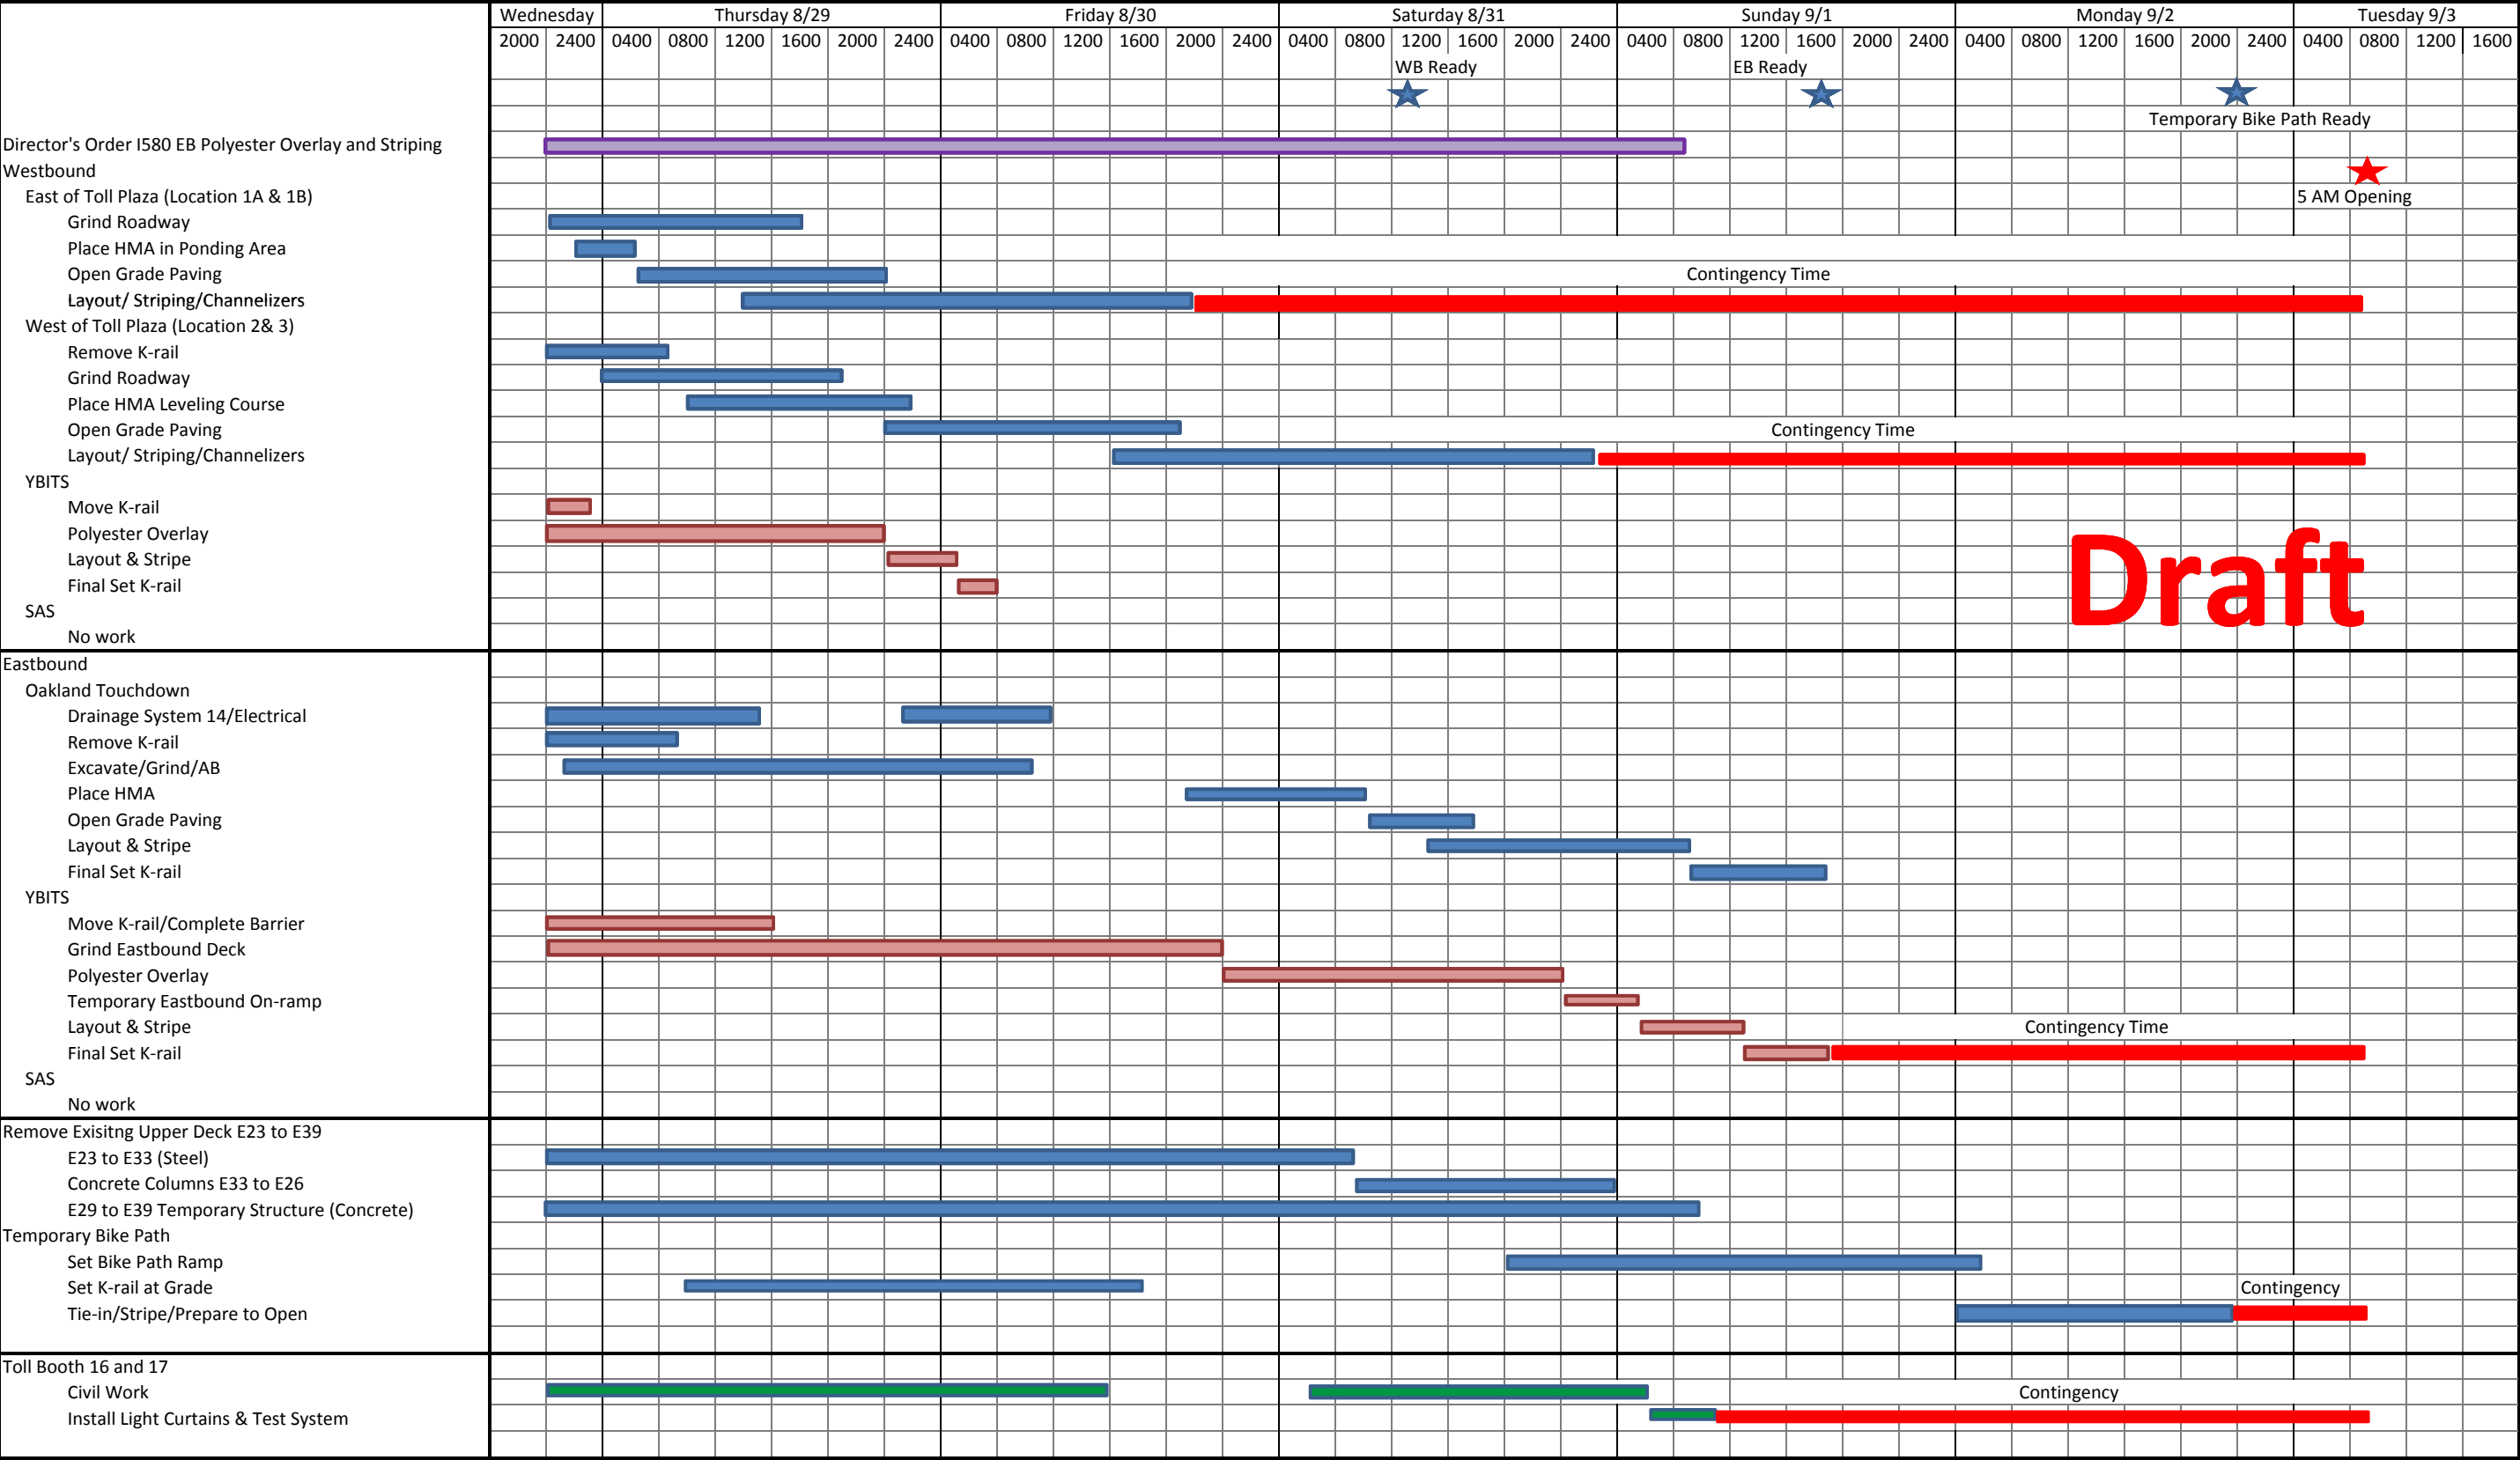 Wednesday Thursday 8/29 Friday 8/30 Saturday 8/31 Sunday 9/1 Monday 9/2 Tuesday 9/3
2000 2400 0400 0800 1200 1600 2000 2400 0400 0800 1200 1600 2000 2400 0400 0800 1200 1600 2000 2400 0400 0800 1200 1600 2000 2400 0400 0800 1200 1600 2000 2400 0400 0800 1200 1600
WB Ready EB Ready
Temporary Bike Path Ready
Director's Order I580 EB Polyester Overlay and Striping
Westbound
East of Toll Plaza (Location 1A & 1B) 5 AM Opening
Grind Roadway
Place HMA in Ponding Area
Open Grade Paving Contingency Time
Layout/ Striping/Channelizers
West of Toll Plaza (Location 2& 3)
Remove K-rail
Grind Roadway
Place HMA Leveling Course
Open Grade Paving Contingency Time
Layout/ Striping/Channelizers
YBITS
Move K-rail
Polyester Overlay
Layout & Stripe
Final Set K-rail
Draft
SAS
No work
Eastbound
Oakland Touchdown
Drainage System 14/Electrical
Remove K-rail
Excavate/Grind/AB
Place HMA
Open Grade Paving
Layout & Stripe
Final Set K-rail
YBITS
Move K-rail/Complete Barrier
Grind Eastbound Deck
Polyester Overlay
Temporary Eastbound On-ramp
Layout & Stripe Contingency Time
Final Set K-rail
SAS
No work
Remove Exisitng Upper Deck E23 to E39
E23 to E33 (Steel)
Concrete Columns E33 to E26
E29 to E39 Temporary Structure (Concrete)
Temporary Bike Path
Set Bike Path Ramp
Set K-rail at Grade Contingency
Tie-in/Stripe/Prepare to Open
Toll Booth 16 and 17
Civil Work Contingency
Install Light Curtains & Test System